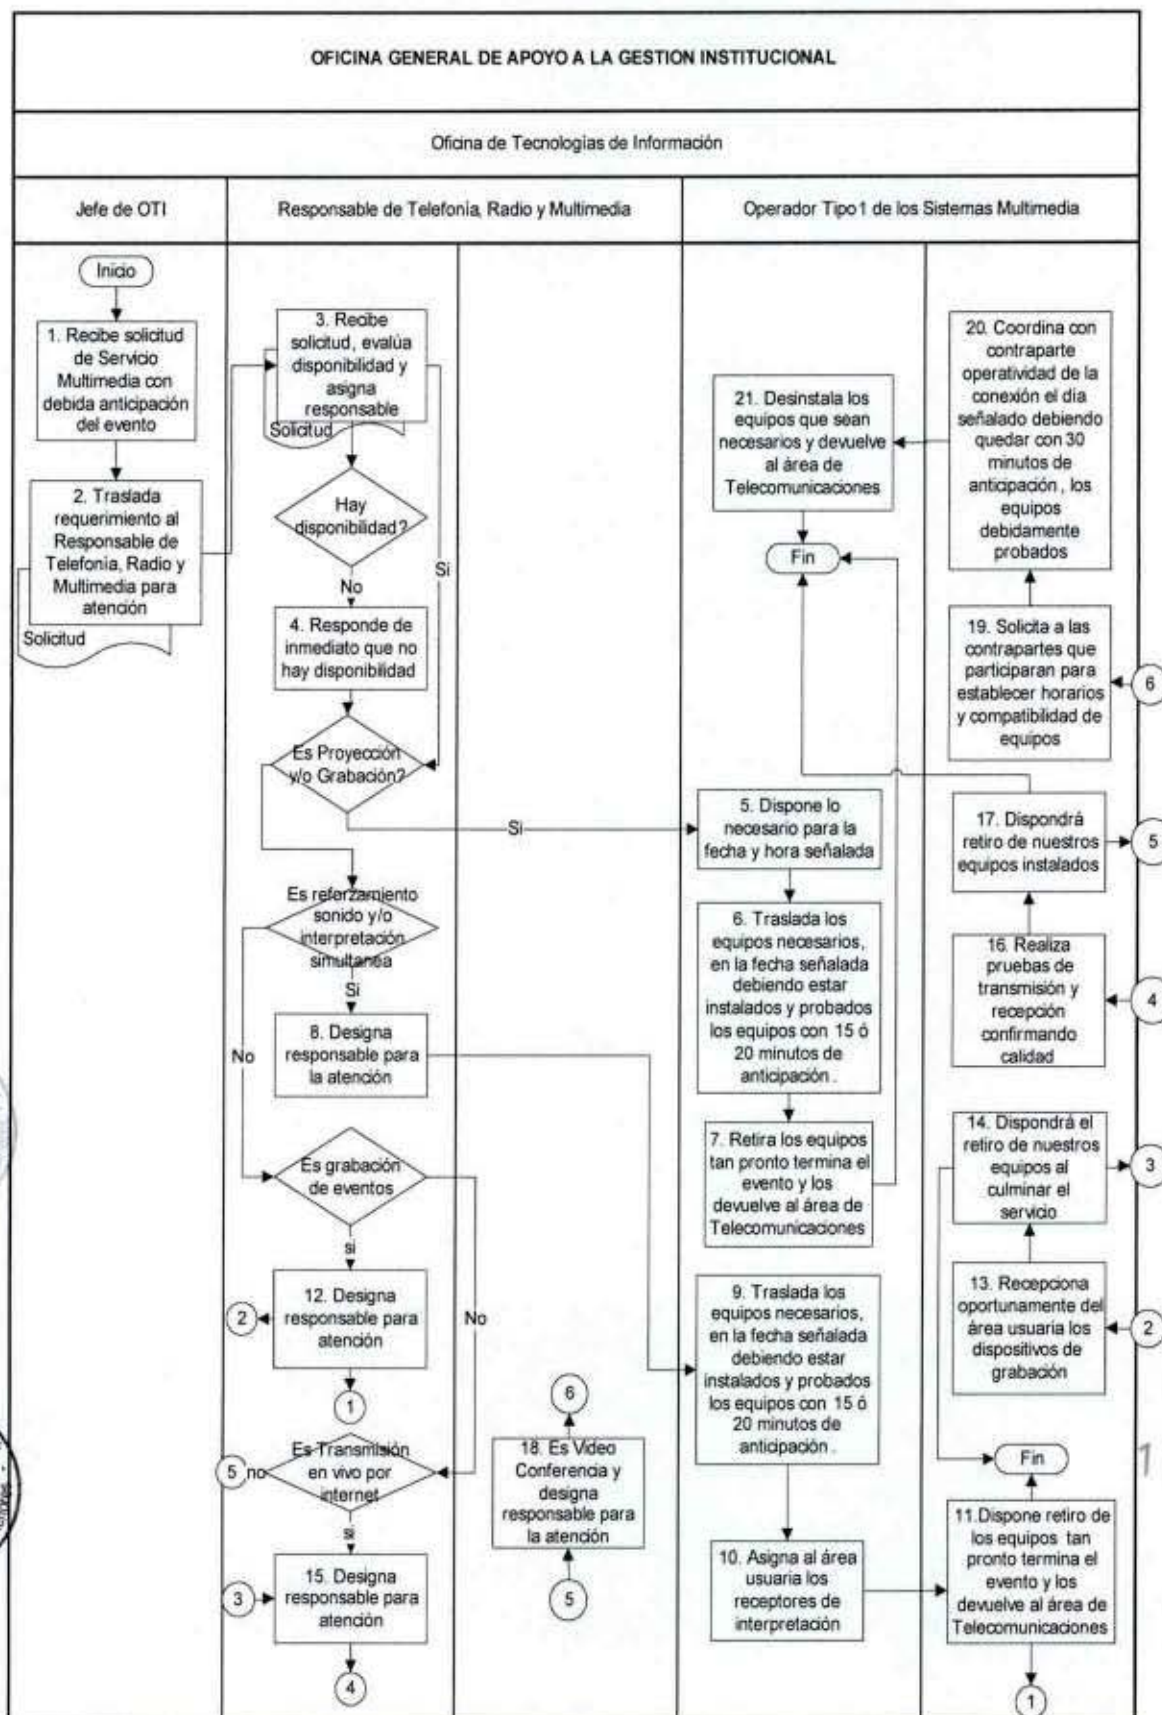 OFICINA GENERAL DE APOYO A LA GESTION INSTITUCIONAL
Oficina de Tecnologías de Información
Jefe de OTI
Responsable de Telefonía, Radio y Multimedia
Operador Tipo1 de los Sistemas Multimedia
Inicio
1. Recibe solicitud
de Servicio
Multimedia con
debida anticipación
del evento
2. Traslada
requerimiento al
Responsable de
Telefonía, Radio y
Multimedia para
atención
Solicitud
3. Recibe
solicitud, evalúa
disponibilidad y
asigna
responsable
Solicitud
Hay
disponibilidad?
Si
No
4. Responde de
inmediato que no
hay disponibilidad
Es Proyección
y/o Grabación?
Si
Es reforzamiento
sonido y/o
interpretación
simultanea
Si
No
8. Designa
responsable para
la atención
Es grabación
de eventos
si
No
12. Designa
responsable para
atención
2
1
Es Transmisión
en vivo por
internet
5
no
si
15. Designa
responsable para
atención
3
4
6
18. Es Video
Conferencia y
designa
responsable para
la atención
5
21. Desinstala los
equipos que sean
necesarios y devuelve
al área de
Telecomunicaciones
Fin
5. Dispone lo
necesario para la
fecha y hora señalada
6. Traslada los
equipos necesarios,
en la fecha señalada
debiendo estar
instalados y probados
los equipos con 15 ó
20 minutos de
anticipación .
7. Retira los equipos
tan pronto termina el
evento y los
devuelve al área de
Telecomunicaciones
9. Traslada los
equipos necesarios,
en la fecha señalada
debiendo estar
instalados y probados
los equipos con 15 ó
20 minutos de
anticipación .
10. Asigna al área
usuaria los
receptores de
interpretación
20. Coordina con
contraparte
operatividad de la
conexión el día
señalado debiendo
quedar con 30
minutos de
anticipación , los
equipos
debidamente
probados
19. Solicita a las
contrapartes que
participaran para
establecer horarios
y compatibilidad de
equipos
6
17. Dispondrá
retiro de nuestros
equipos instalados
5
16. Realiza
pruebas de
transmisión y
recepción
confirmando
calidad
4
14. Dispondrá el
retiro de nuestros
equipos al
culminar el
servicio
3
13. Recepciona
oportunamente del
área usuaria los
dispositivos de
grabación
2
Fin
11.Dispone retiro de
los equipos tan
pronto termina el
evento y los
devuelve al área de
Telecomunicaciones
1
1